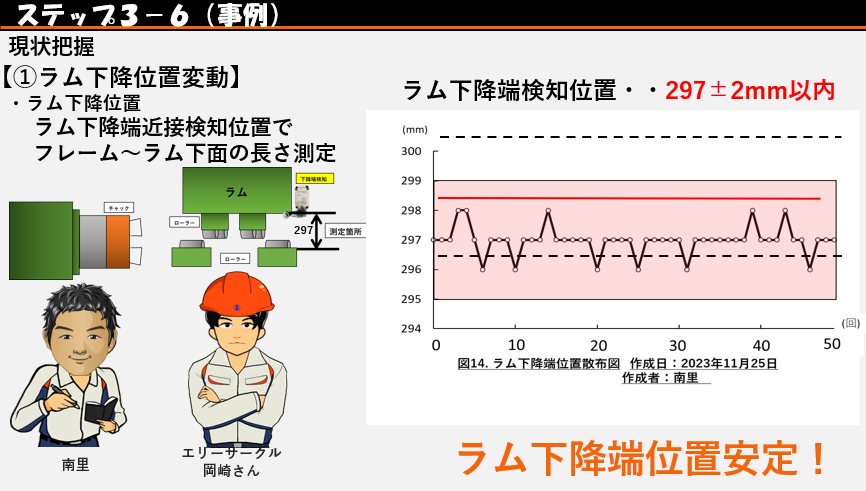 ステップ3－6（事例）
現状把握
【①ラム下降位置変動】
・ラム下降位置
ラム下降端近接検知位置で
フレーム～ラム下面の長さ測定
チャック
ラム
下降端検知
ローラー
297
測定箇所
ローラー
南里
エリーサークル
岡崎さん
ラム下降端検知位置・・297±2mm以内
(mm)
300
299
298
297
296
295
294
0 10 20 30 40 50
(回)
図14. ラム下降端位置散布図 作成日：2023年11月25日
作成者：南里
ラム下降端位置安定！